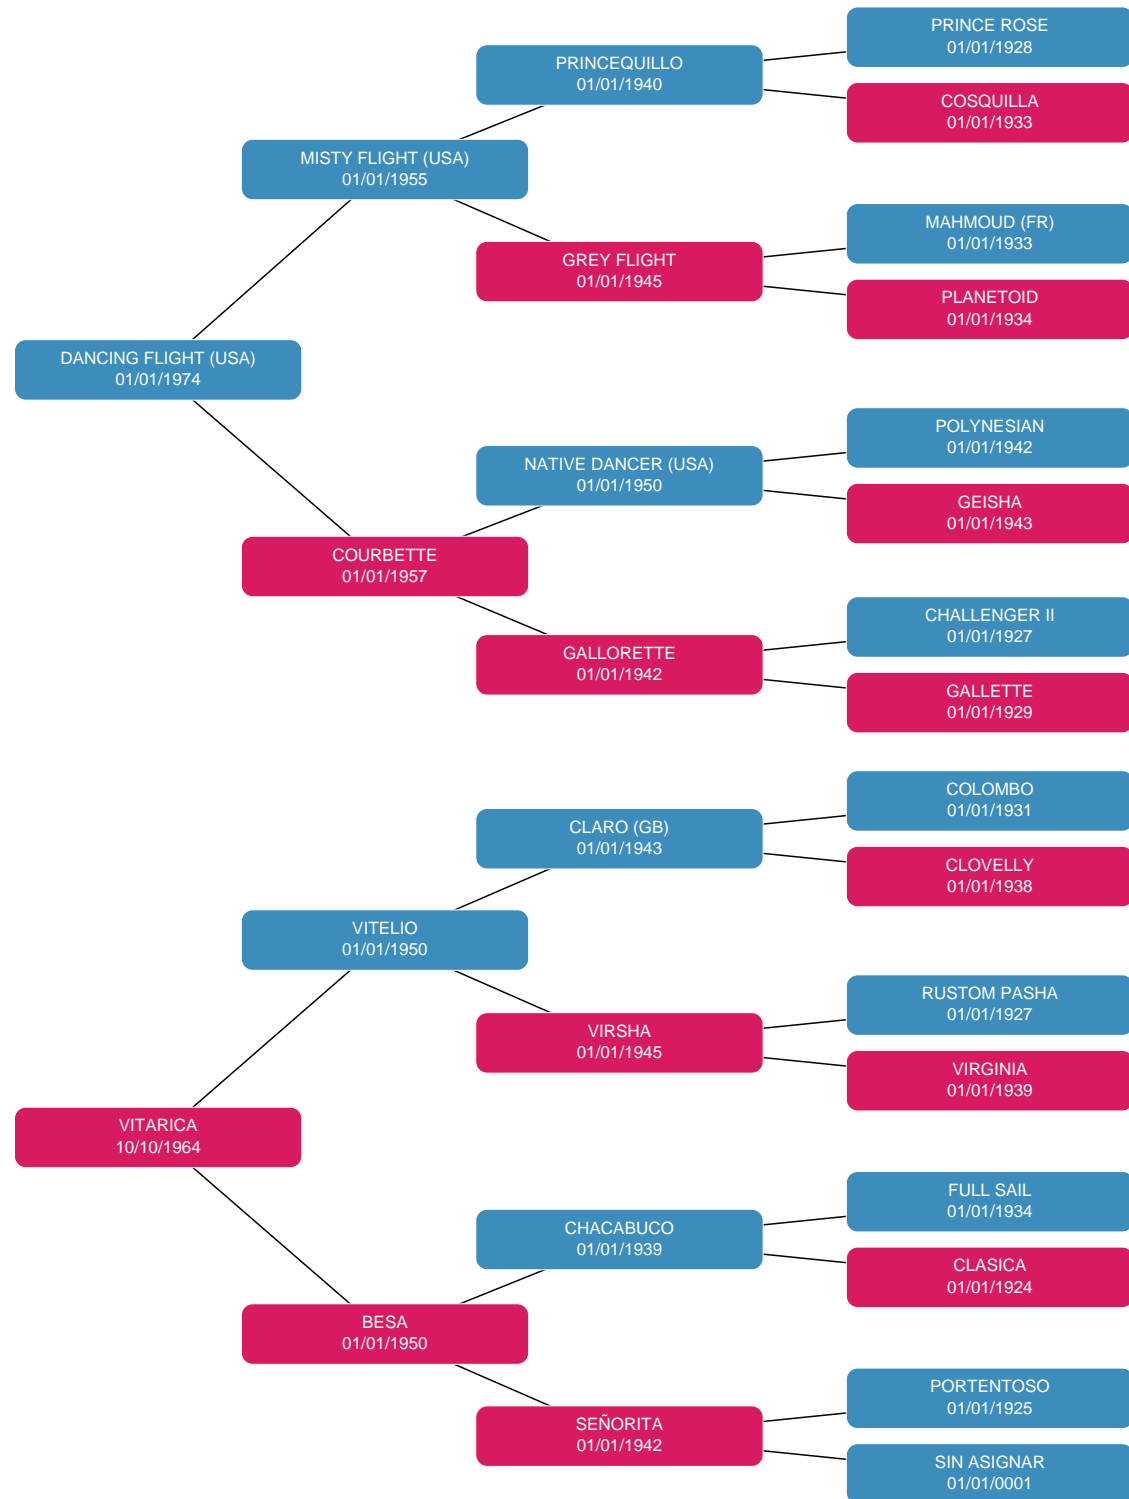 PRINCE ROSE
01/01/1928
PRINCEQUILLO
01/01/1940
COSQUILLA
01/01/1933
MISTY FLIGHT (USA)
01/01/1955
MAHMOUD (FR)
01/01/1933
GREY FLIGHT
01/01/1945
PLANETOID
01/01/1934
DANCING FLIGHT (USA)
01/01/1974
POLYNESIAN
01/01/1942
NATIVE DANCER (USA)
01/01/1950
GEISHA
01/01/1943
COURBETTE
01/01/1957
CHALLENGER II
01/01/1927
GALLORETTE
01/01/1942
GALLETTE
01/01/1929
COLOMBO
01/01/1931
CLARO (GB)
01/01/1943
CLOVELLY
01/01/1938
VITELIO
01/01/1950
RUSTOM PASHA
01/01/1927
VIRSHA
01/01/1945
VIRGINIA
01/01/1939
VITARICA
10/10/1964
FULL SAIL
01/01/1934
CHACABUCO
01/01/1939
CLASICA
01/01/1924
BESA
01/01/1950
PORTENTOSO
01/01/1925
SEÑORITA
01/01/1942
SIN ASIGNAR
01/01/0001